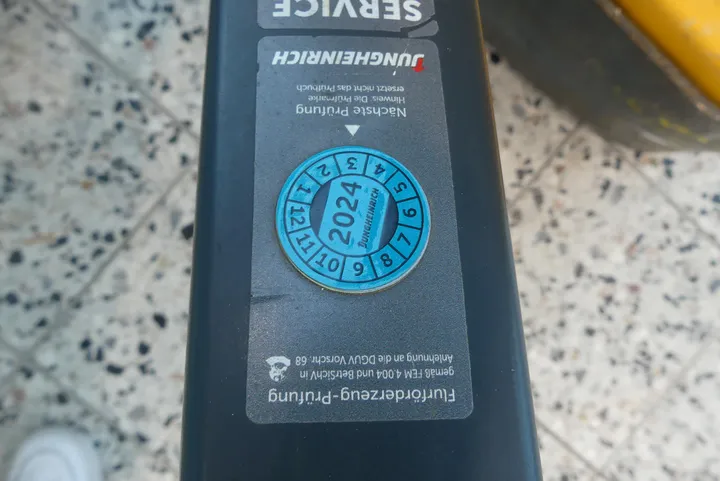 Flurförderzeug-Prüfung
gemäß FEM 4.004 und BetrSichV in
Anlehnung an die DGUV Vorschr. 68
1 2 3 4 5 6 7 8 9 10 11 12
2024
JUNGHEINRICH
Nächste Prüfung
Hinweis: Die Prüfmarke
ersetzt nicht das Prüfbuch
JUNGHEINRICH
SERVICE